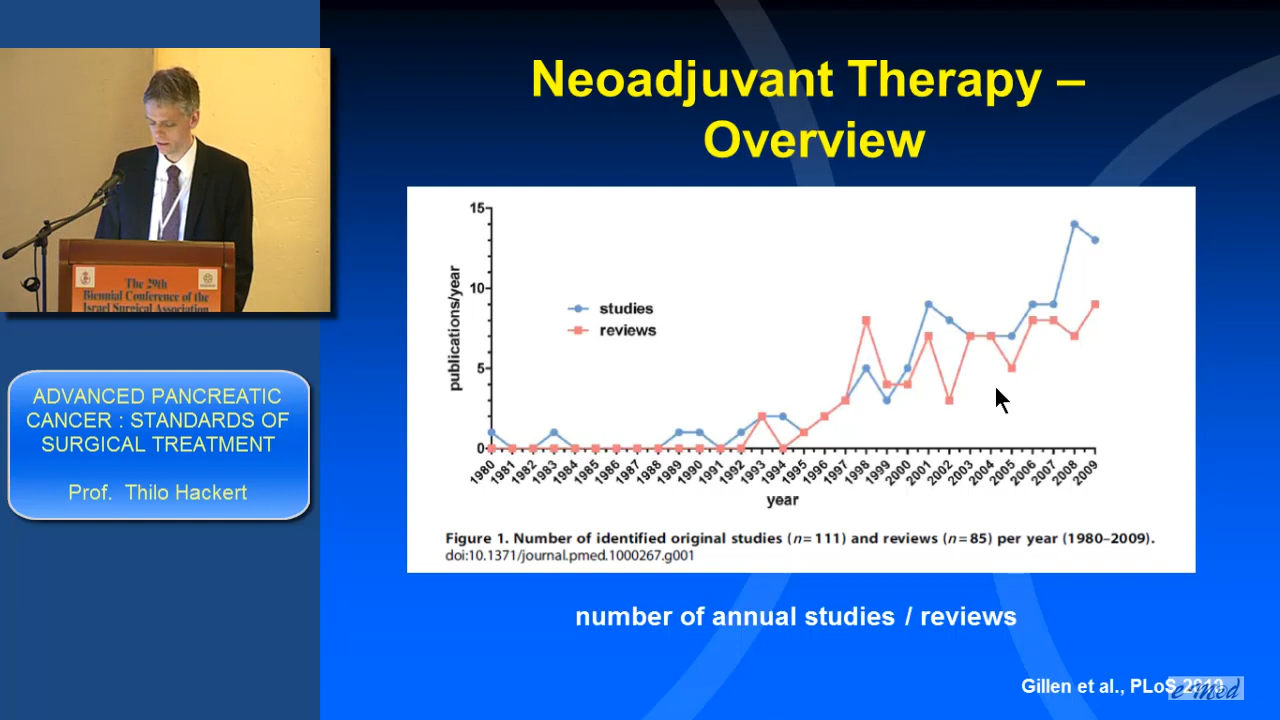 Neoadjuvant Therapy –
Overview
The 29th
Biennial Conference of the
Israel Surgical Association
ADVANCED PANCREATIC
CANCER : STANDARDS OF
SURGICAL TREATMENT
Prof. Thilo Hackert
15
10
5
0
publications/year
studies
reviews
1980 1981 1982 1983 1984 1985 1986 1987 1988 1989 1990 1991 1992 1993 1994 1995 1996 1997 1998 1999 2000 2001 2002 2003 2004 2005 2006 2007 2008 2009
year
Figure 1. Number of identified original studies (n=111) and reviews (n=85) per year (1980–2009).
doi:10.1371/journal.pmed.1000267.g001
number of annual studies / reviews
Gillen et al., PLoS 2010
e Med